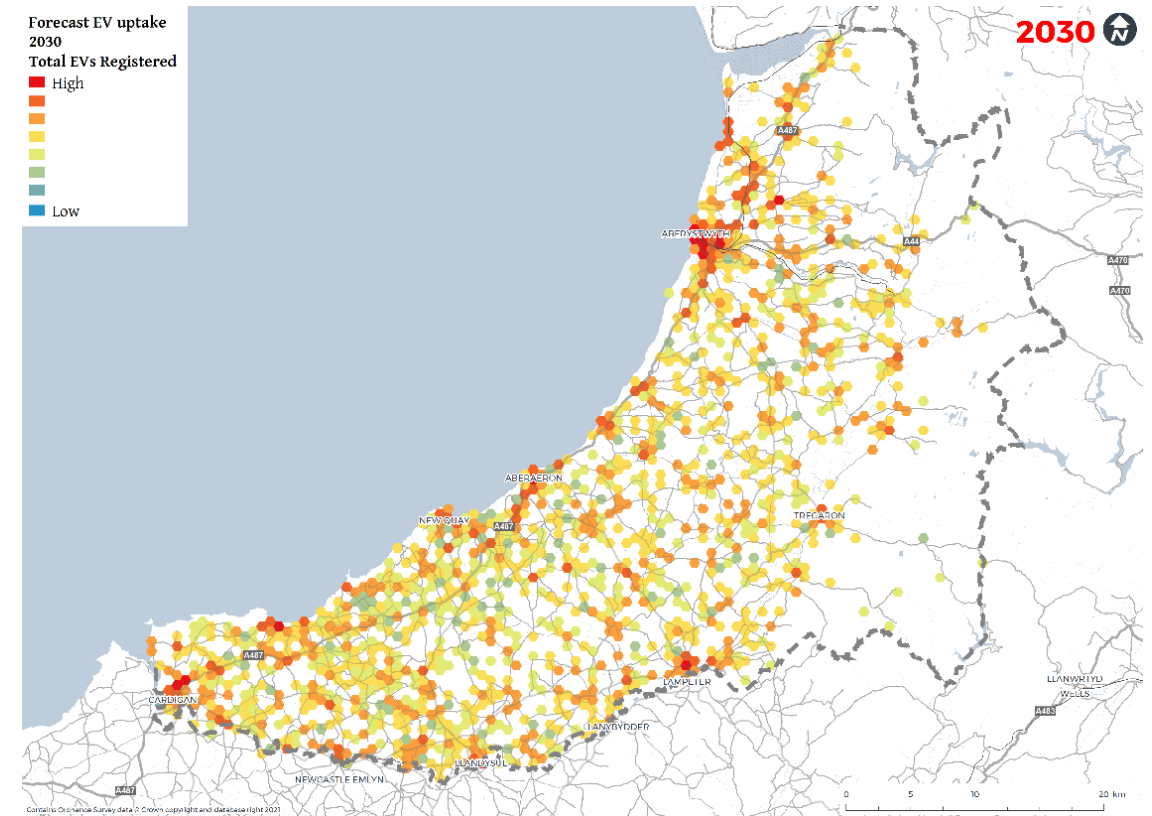 Forecast EV uptake
2030
Total EVs Registered
High
Low
2030
N
A487
ABERYSTWYTH
A44
A470
A470
ABERAERON
NEW QUAY
A487
TREGARON
A487
CARDIGAN
LAMPETER
LLANWRTYD
WELLS
A483
LLANYBYDDER
LLANDYSUL
NEWCASTLE EMLYN
A487
0 5 10 20 km
Contains Ordnance Survey data © Crown copyright and database right 2021